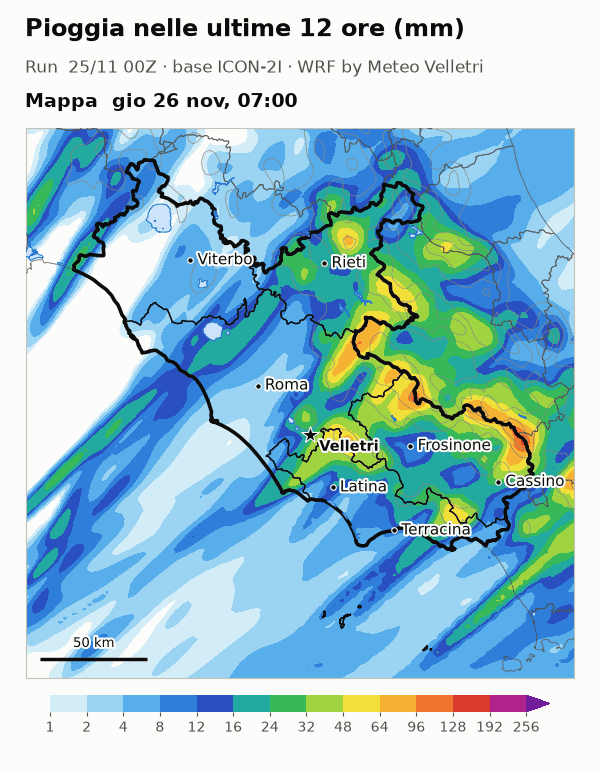 Pioggia nelle ultime 12 ore (mm)
Run 25/11 00Z · base ICON-2I · WRF by Meteo Velletri
Mappa gio 26 nov, 07:00
Viterbo
Rieti
Roma
Velletri
Frosinone
Latina
Cassino
Terracina
50 km
1 2 4 8 12 16 24 32 48 64 96 128 192 256